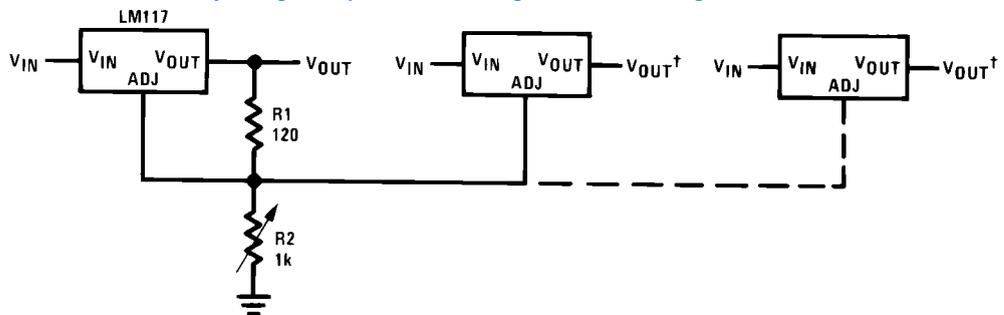 LM117
VIN VIN VOUT ADJ VOUT
VIN VIN VOUT ADJ VOUT†
VIN VIN VOUT ADJ VOUT†
R1
120
R2
1k